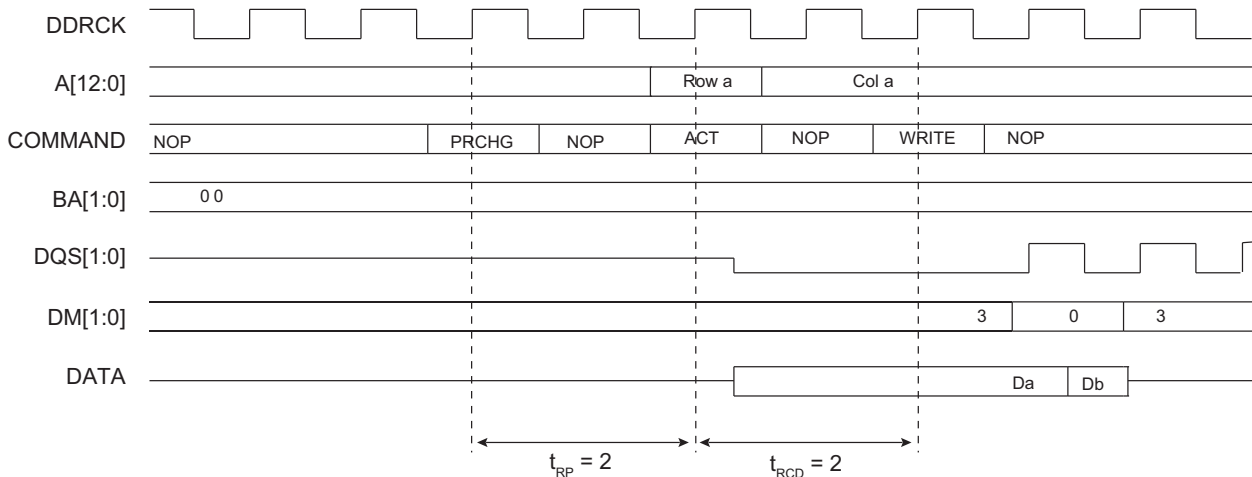 DDRCK
A[12:0] Row a Col a
COMMAND NOP PRCHG NOP ACT NOP WRITE NOP
BA[1:0] 0 0
DQS[1:0]
DM[1:0] 3 0 3
DATA Da Db
tRP = 2 tRCD = 2